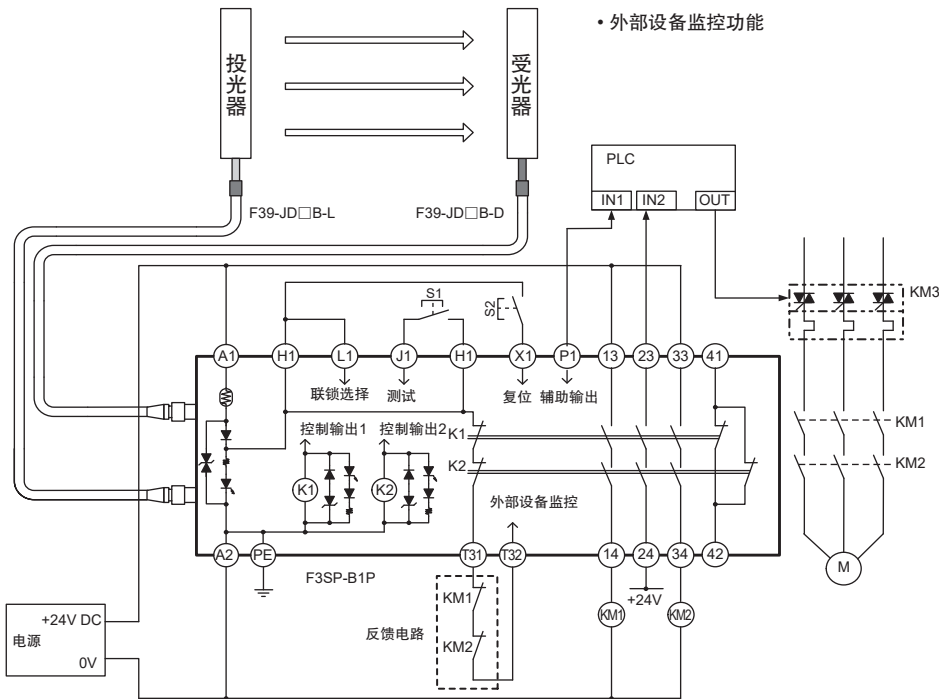 • 外部设备监控功能
投光器
受光器
PLC
IN1 IN2 OUT
F39-JD□B-L
F39-JD□B-D
KM3
S1
S2
A1 H1 L1 J1 H1 X1 P1 13 23 33 41
联锁选择 测试 复位 辅助输出
控制输出1 控制输出2
K1
K2
K1 K2
外部设备监控
KM1
KM2
M
A2 PE T31 T32 14 24 34 42
F3SP-B1P
+24V
KM1 KM2
KM1
KM2
反馈电路
+24V DC
电源
0V